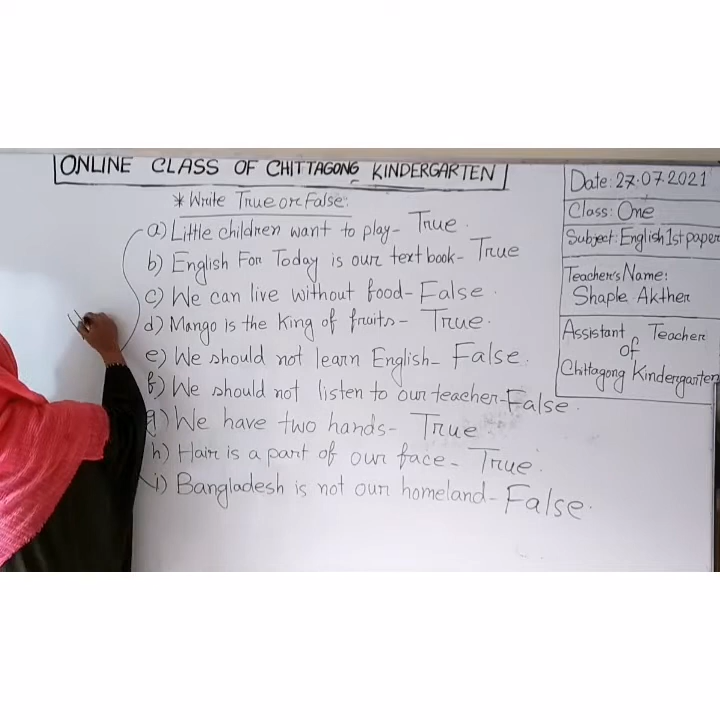 ONLINE CLASS OF CHITTAGONG KINDERGARTEN
* Write True or False:
a) Little children want to play- True.
b) English For Today is our text book- True
c) We can live without food- False.
d) Mango is the King of fruits- True.
e) We should not learn English- False.
f) We should not listen to our teacher-False.
g) We have two hands- True.
h) Hair is a part of our face- True.
i) Bangladesh is not our homeland- False.
Date: 27.07.2021
Class: One
Subject: English 1st paper
Teacher's Name:
Shaple Akther
Assistant Teacher
of
Chittagong Kindergarten